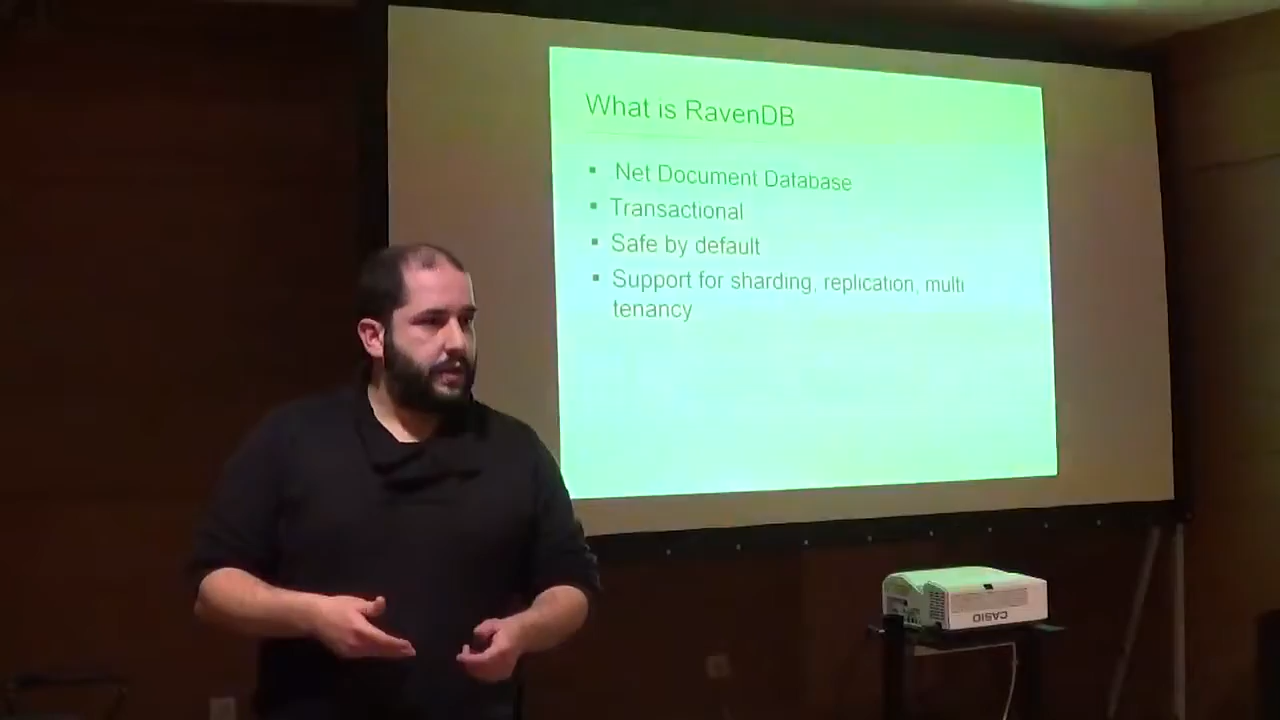 What is RavenDB
▪ Net Document Database
▪ Transactional
▪ Safe by default
▪ Support for sharding, replication, multi
tenancy
CASIO